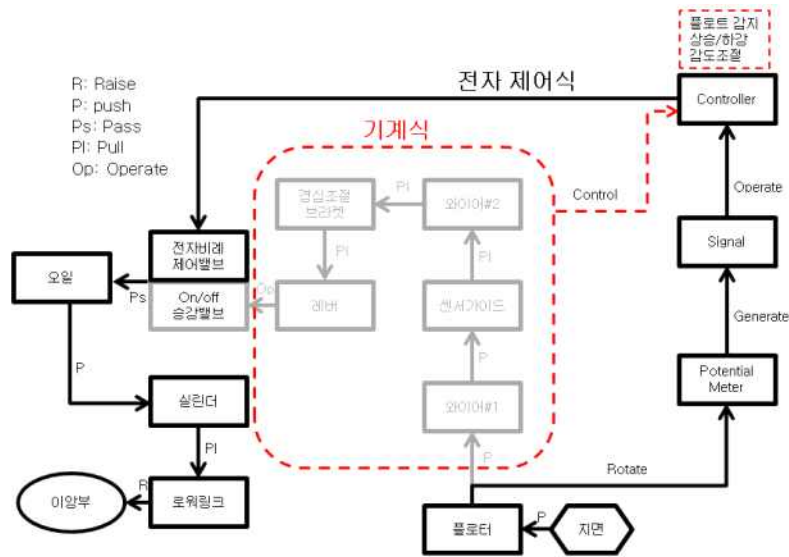 플로트 감지
상승/하강
감도조절
전자 제어식
Controller
R: Raise
P: push
Ps: Pass
Pl: Pull
Op: Operate
기계식
Control
Operate
경심조절
브라켓
Pl
와이어#2
Signal
전자비례
제어밸브
Pl
Pl
오일
Ps
On/off
승강밸브
Op
레버
센서가이드
Generate
P
P
Potential
Meter
실린더
와이어#1
Pl
P
Rotate
이앙부
R
로워링크
플로터
P
지면